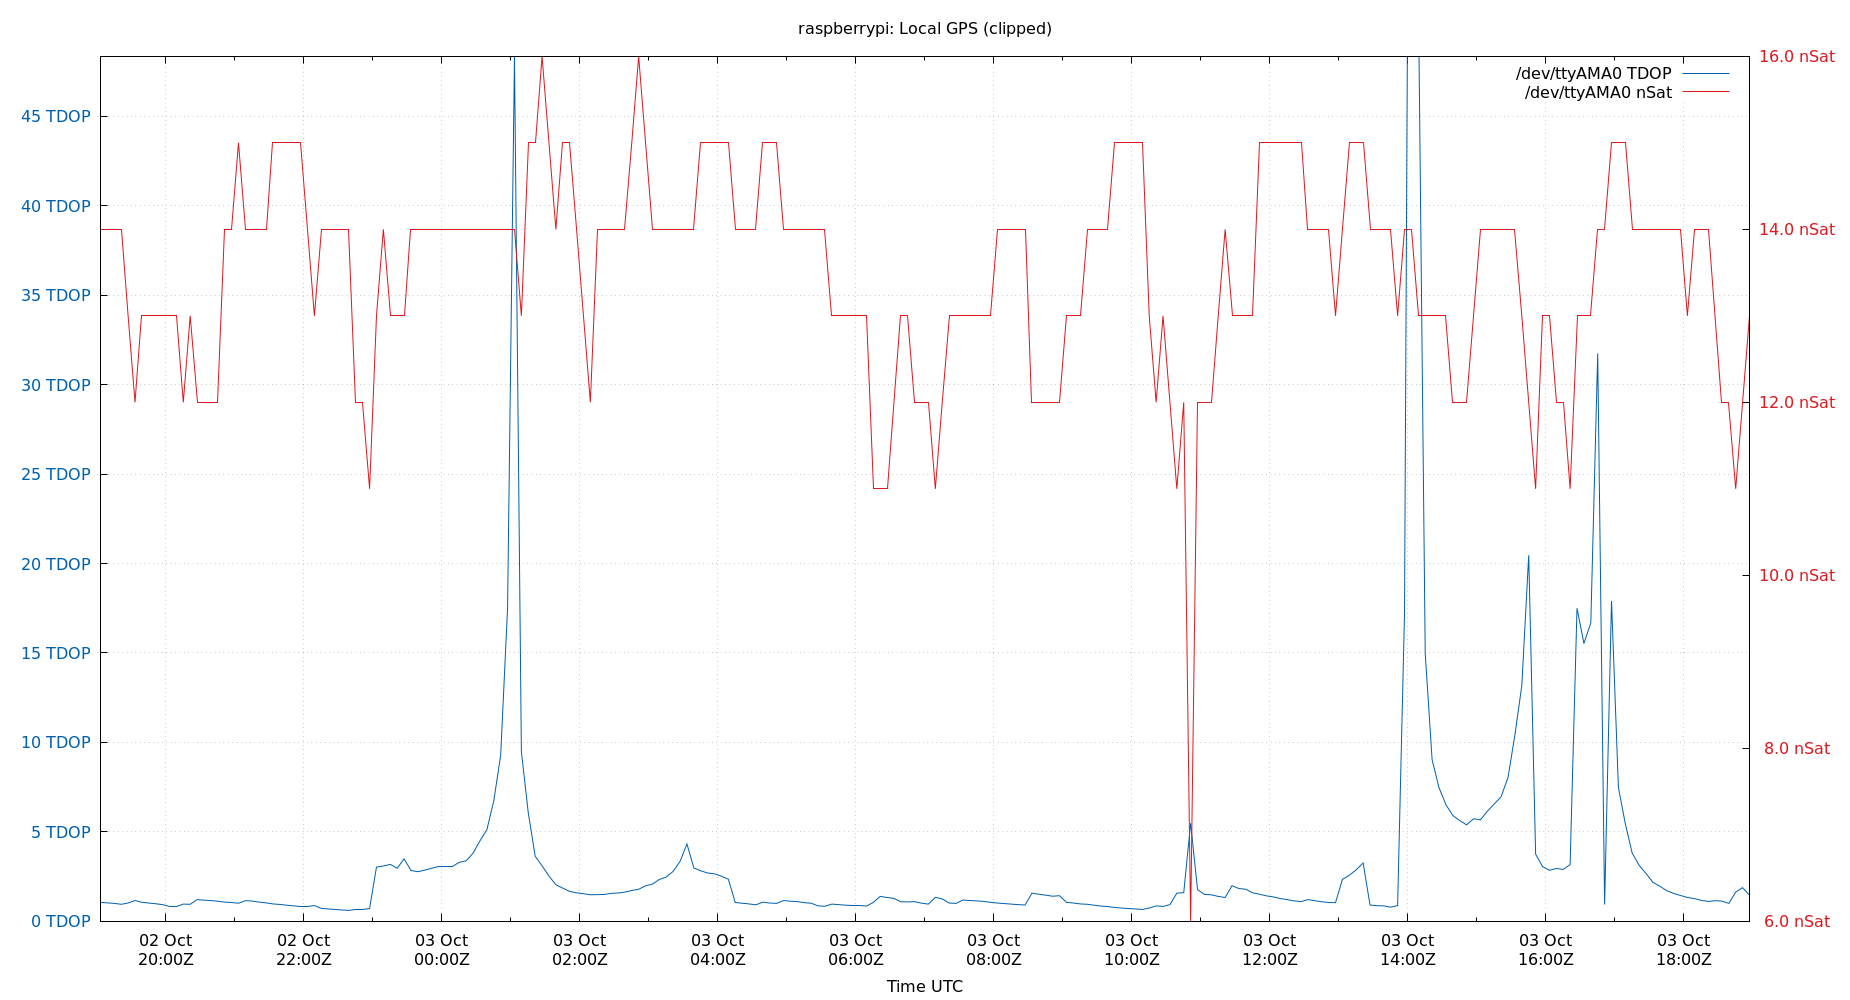 raspberrypi: Local GPS (clipped)
16.0 nSat
/dev/ttyAMA0 TDOP
/dev/ttyAMA0 nSat
45 TDOP
40 TDOP
14.0 nSat
35 TDOP
30 TDOP
12.0 nSat
25 TDOP
20 TDOP
10.0 nSat
15 TDOP
10 TDOP
8.0 nSat
5 TDOP
0 TDOP
6.0 nSat
02 Oct 02 Oct 03 Oct 03 Oct 03 Oct 03 Oct 03 Oct 03 Oct 03 Oct 03 Oct 03 Oct 03 Oct
20:00Z 22:00Z 00:00Z 02:00Z 04:00Z 06:00Z 08:00Z 10:00Z 12:00Z 14:00Z 16:00Z 18:00Z
Time UTC